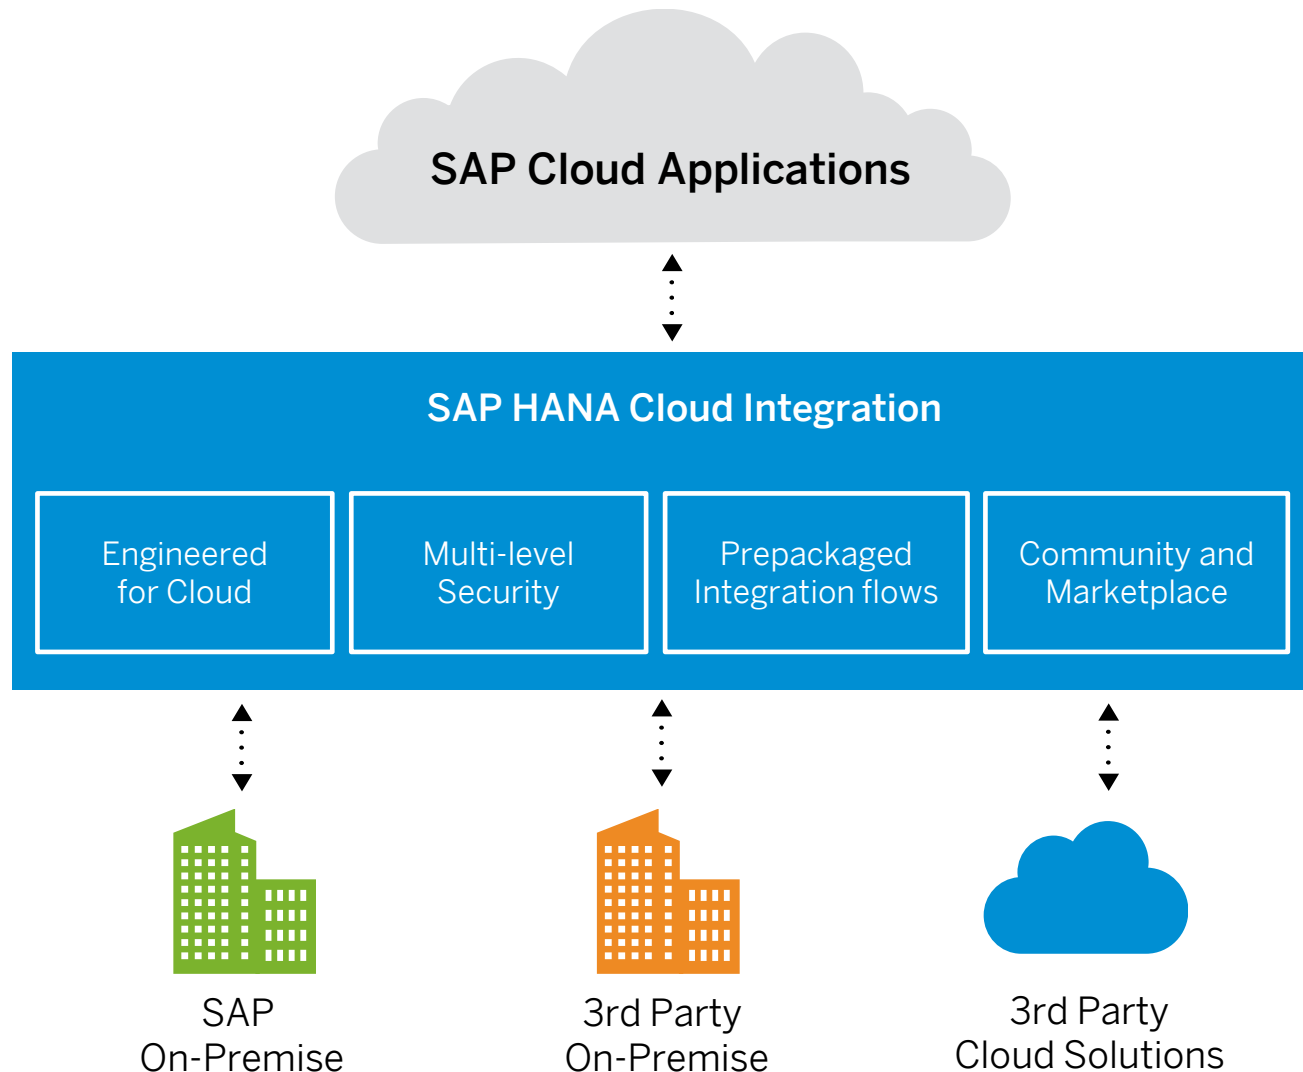 SAP Cloud Applications
SAP HANA Cloud Integration
Engineered
for Cloud
Multi-level
Security
Prepackaged
Integration flows
Community and
Marketplace
SAP
On-Premise
3rd Party
On-Premise
3rd Party
Cloud Solutions